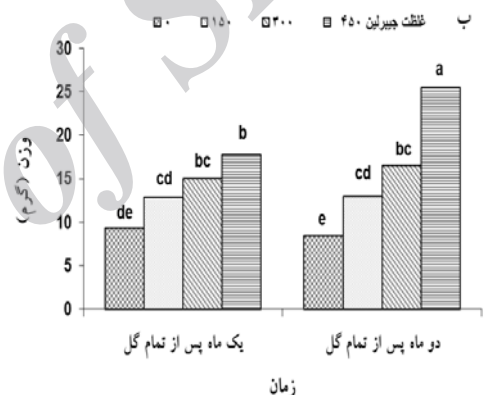 ب
غلظت جیبرلین ۴۵۰ ۳۰۰ ۱۵۰ ۰
30
25
20
15
10
5
0
وزن (گرم)
de cd bc b
e cd bc a
یک ماه پس از تمام گل
دو ماه پس از تمام گل
زمان
of S